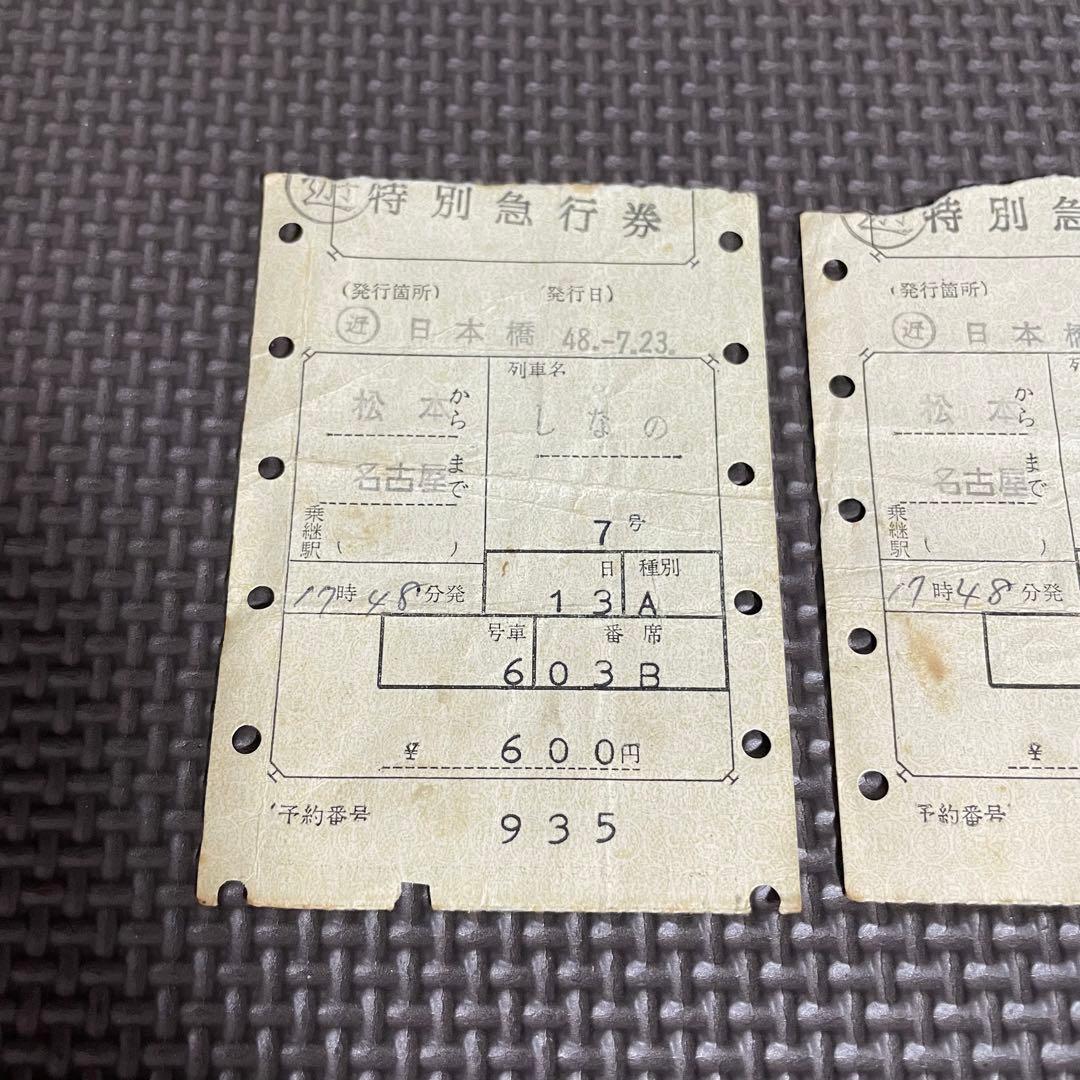 特別急行券
(発行箇所) 発行日)
近 日本橋 48.-7.23.
列車名
松本から
しなの
名古屋まで
7号
乗継駅( )
日 種別
17時48分発
13 A
号車 番席
6 03B
¥ 600円
予約番号
935
特別急
(発行箇所)
近 日本橋
列
松本から
名古屋まで
乗継駅( )
17時48分発
¥
予約番号